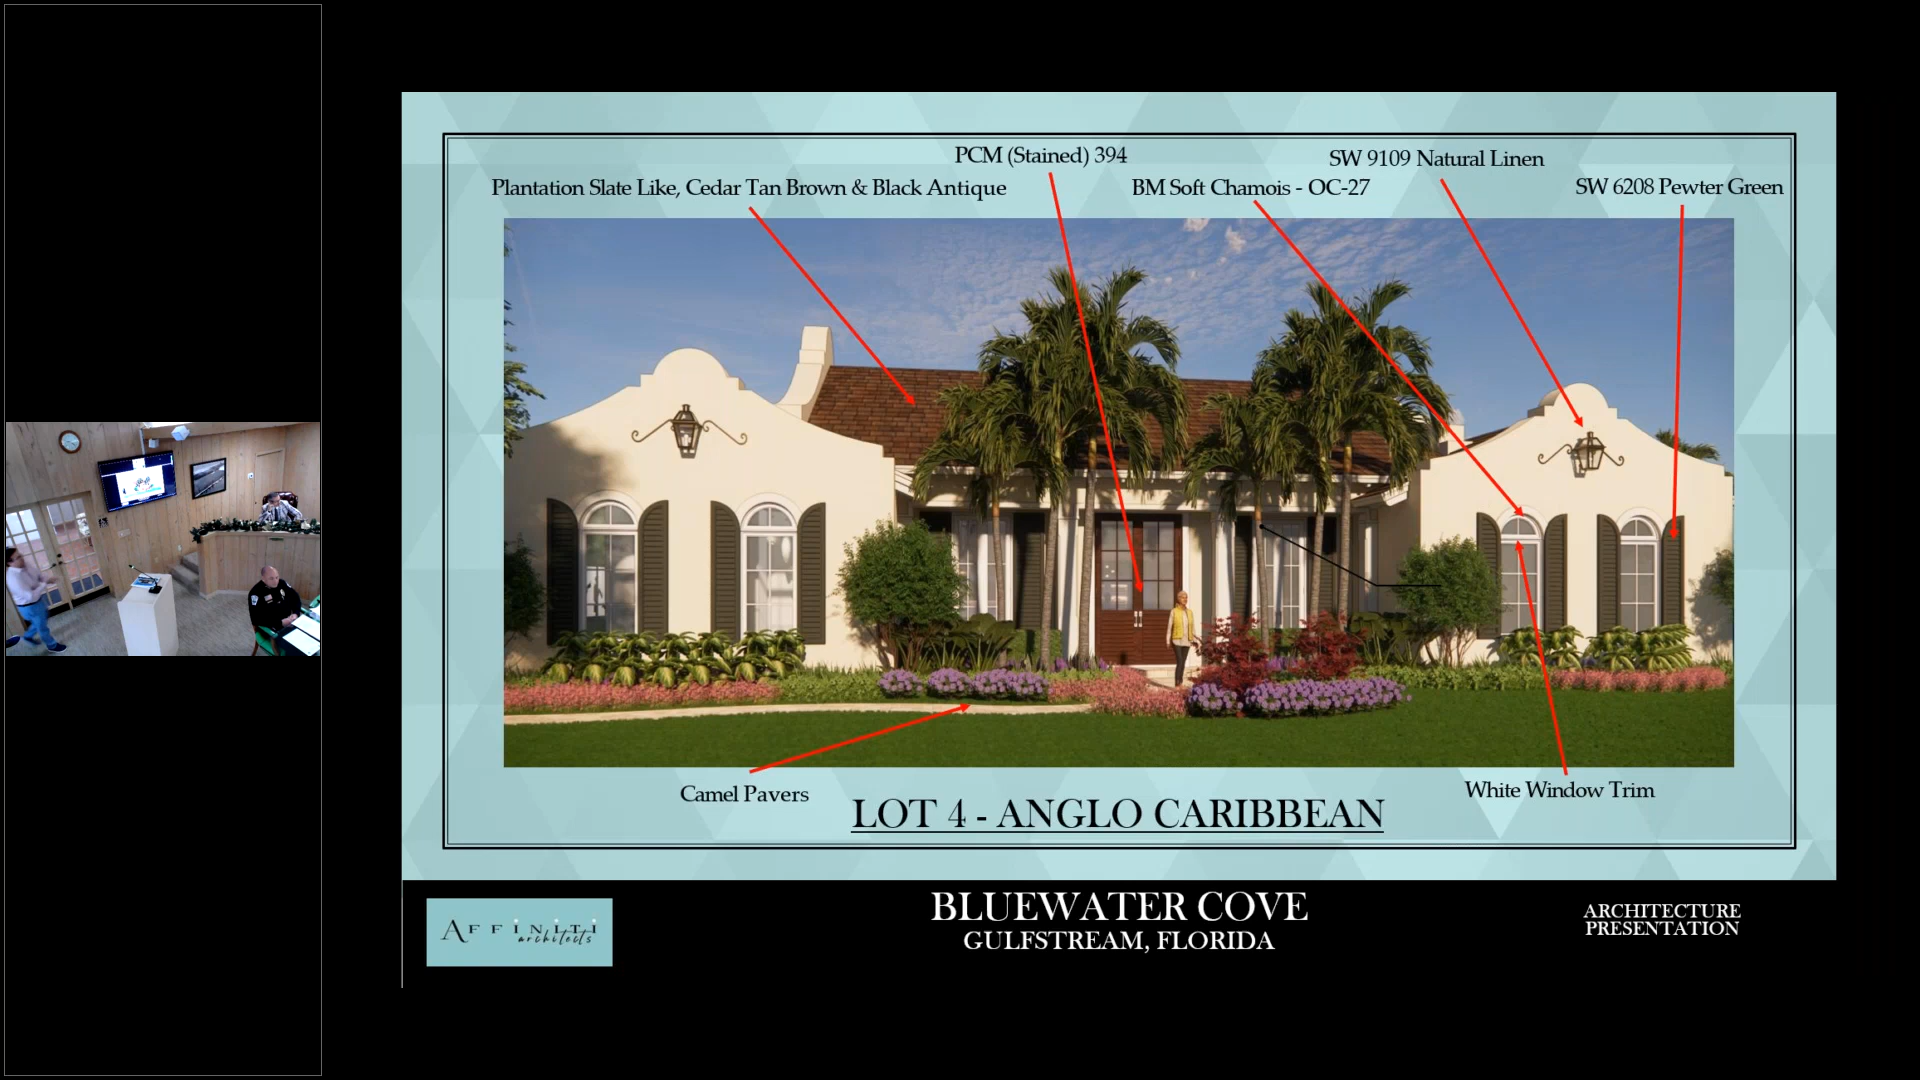 PCM (Stained) 394
SW 9109 Natural Linen
Plantation Slate Like, Cedar Tan Brown & Black Antique
BM Soft Chamois - OC-27
SW 6208 Pewter Green
Camel Pavers
White Window Trim
LOT 4 - ANGLO CARIBBEAN
AFFINITI
architects
BLUEWATER COVE
GULFSTREAM, FLORIDA
ARCHITECTURE
PRESENTATION